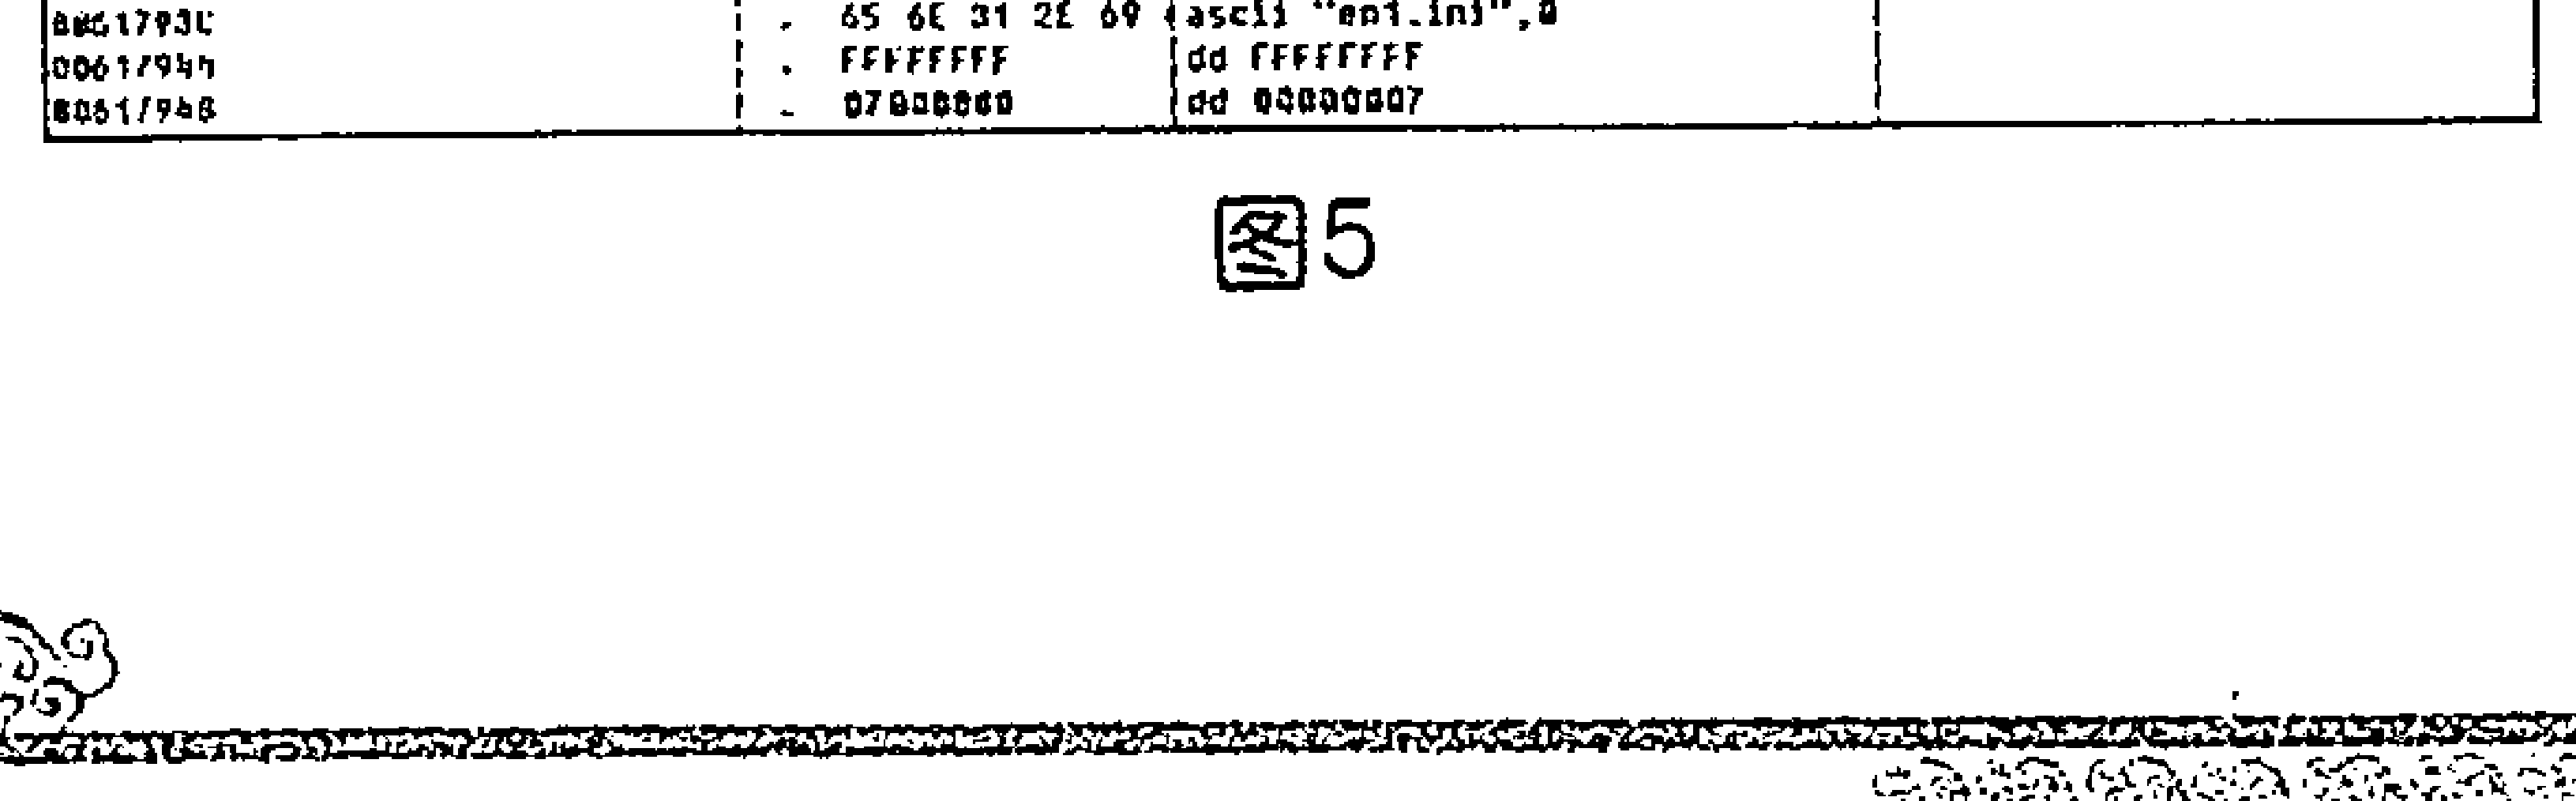 0061793C . 65 6E 31 2E 69 ascii "en1.ini",0
00617944 . FFFFFFFF dd FFFFFFFF
00617948 . 07000000 dd 00000007
图5